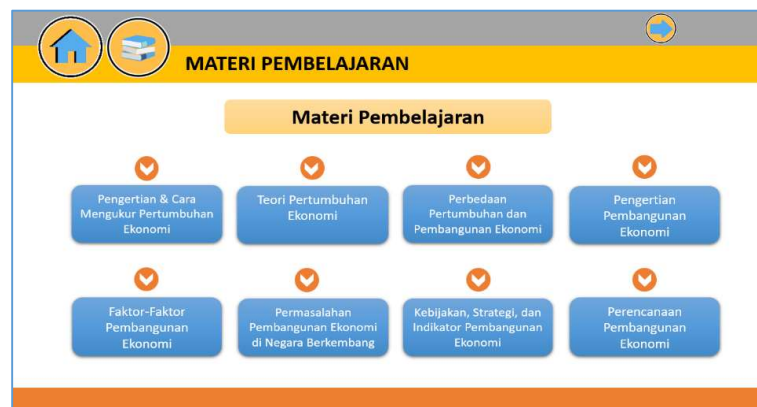 MATERI PEMBELAJARAN
Materi Pembelajaran
Pengertian & Cara
Mengukur Pertumbuhan
Ekonomi
Teori Pertumbuhan
Ekonomi
Perbedaan
Pertumbuhan dan
Pembangunan Ekonomi
Pengertian
Pembangunan
Ekonomi
Faktor-Faktor
Pembangunan
Ekonomi
Permasalahan
Pembangunan Ekonomi
di Negara Berkembang
Kebijakan, Strategi, dan
Indikator Pembangunan
Ekonomi
Perencanaan
Pembangunan
Ekonomi